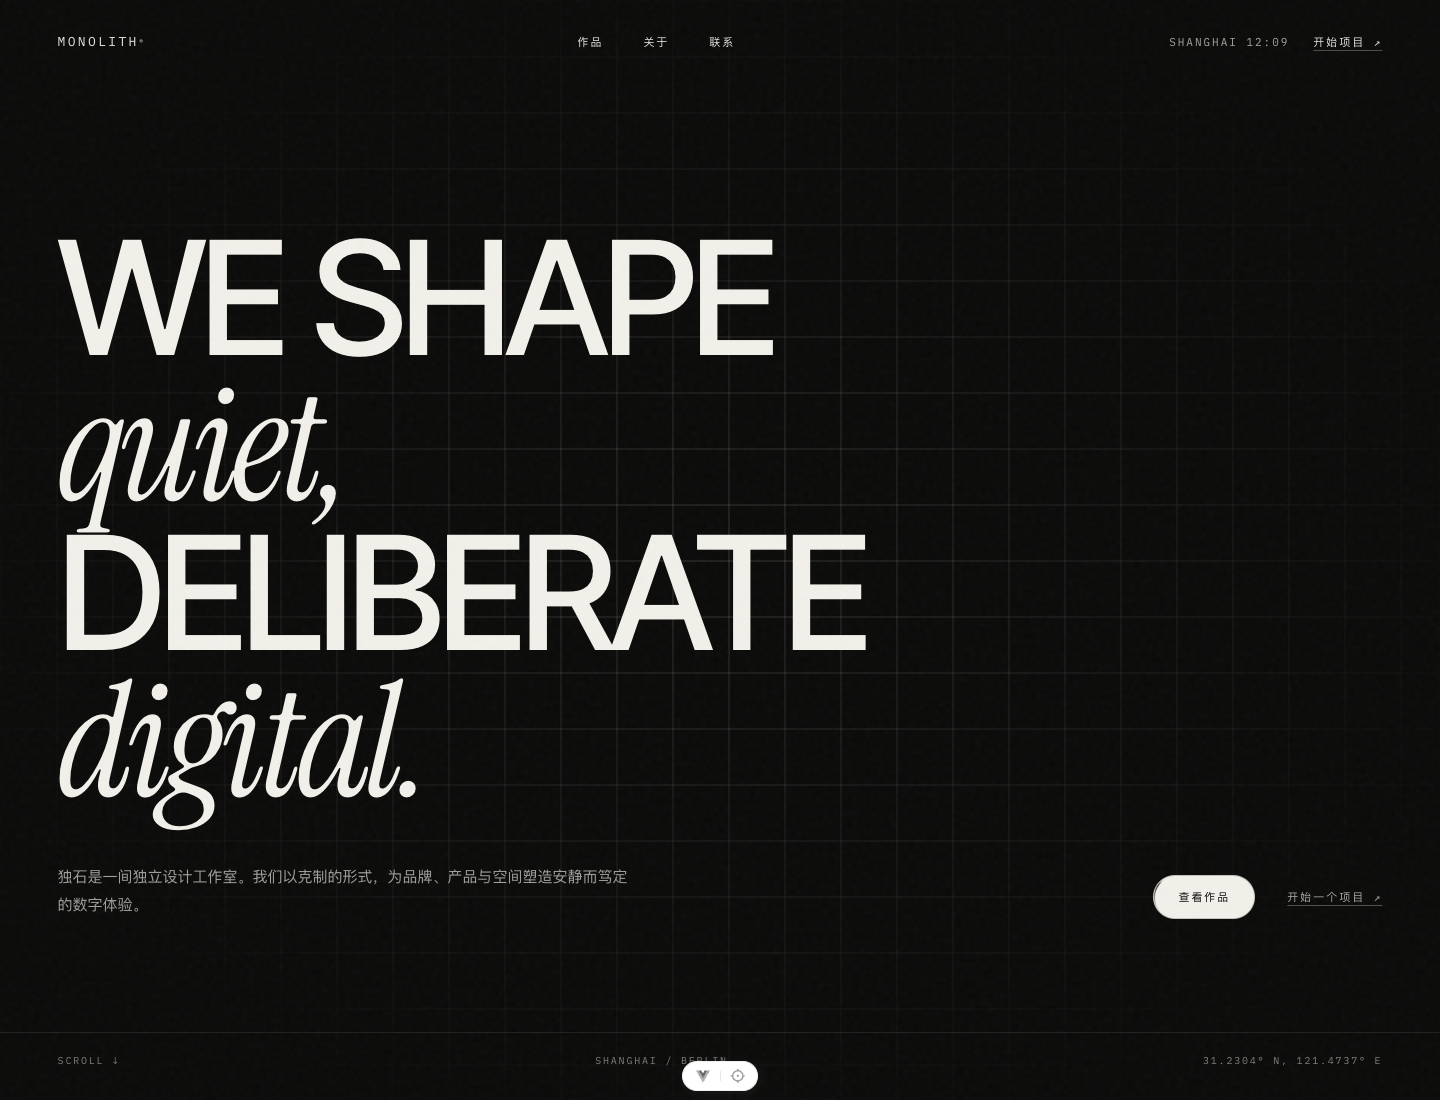 MONOLITH®
作品 关于 联系
SHANGHAI 12:09 开始项目 ↗
WE SHAPE
quiet,
DELIBERATE
digital.
独石是一间独立设计工作室。我们以克制的形式，为品牌、产品与空间塑造安静而笃定
的数字体验。
查看作品 开始一个项目 ↗
SCROLL ↓
SHANGHAI / BERLIN
31.2304° N, 121.4737° E